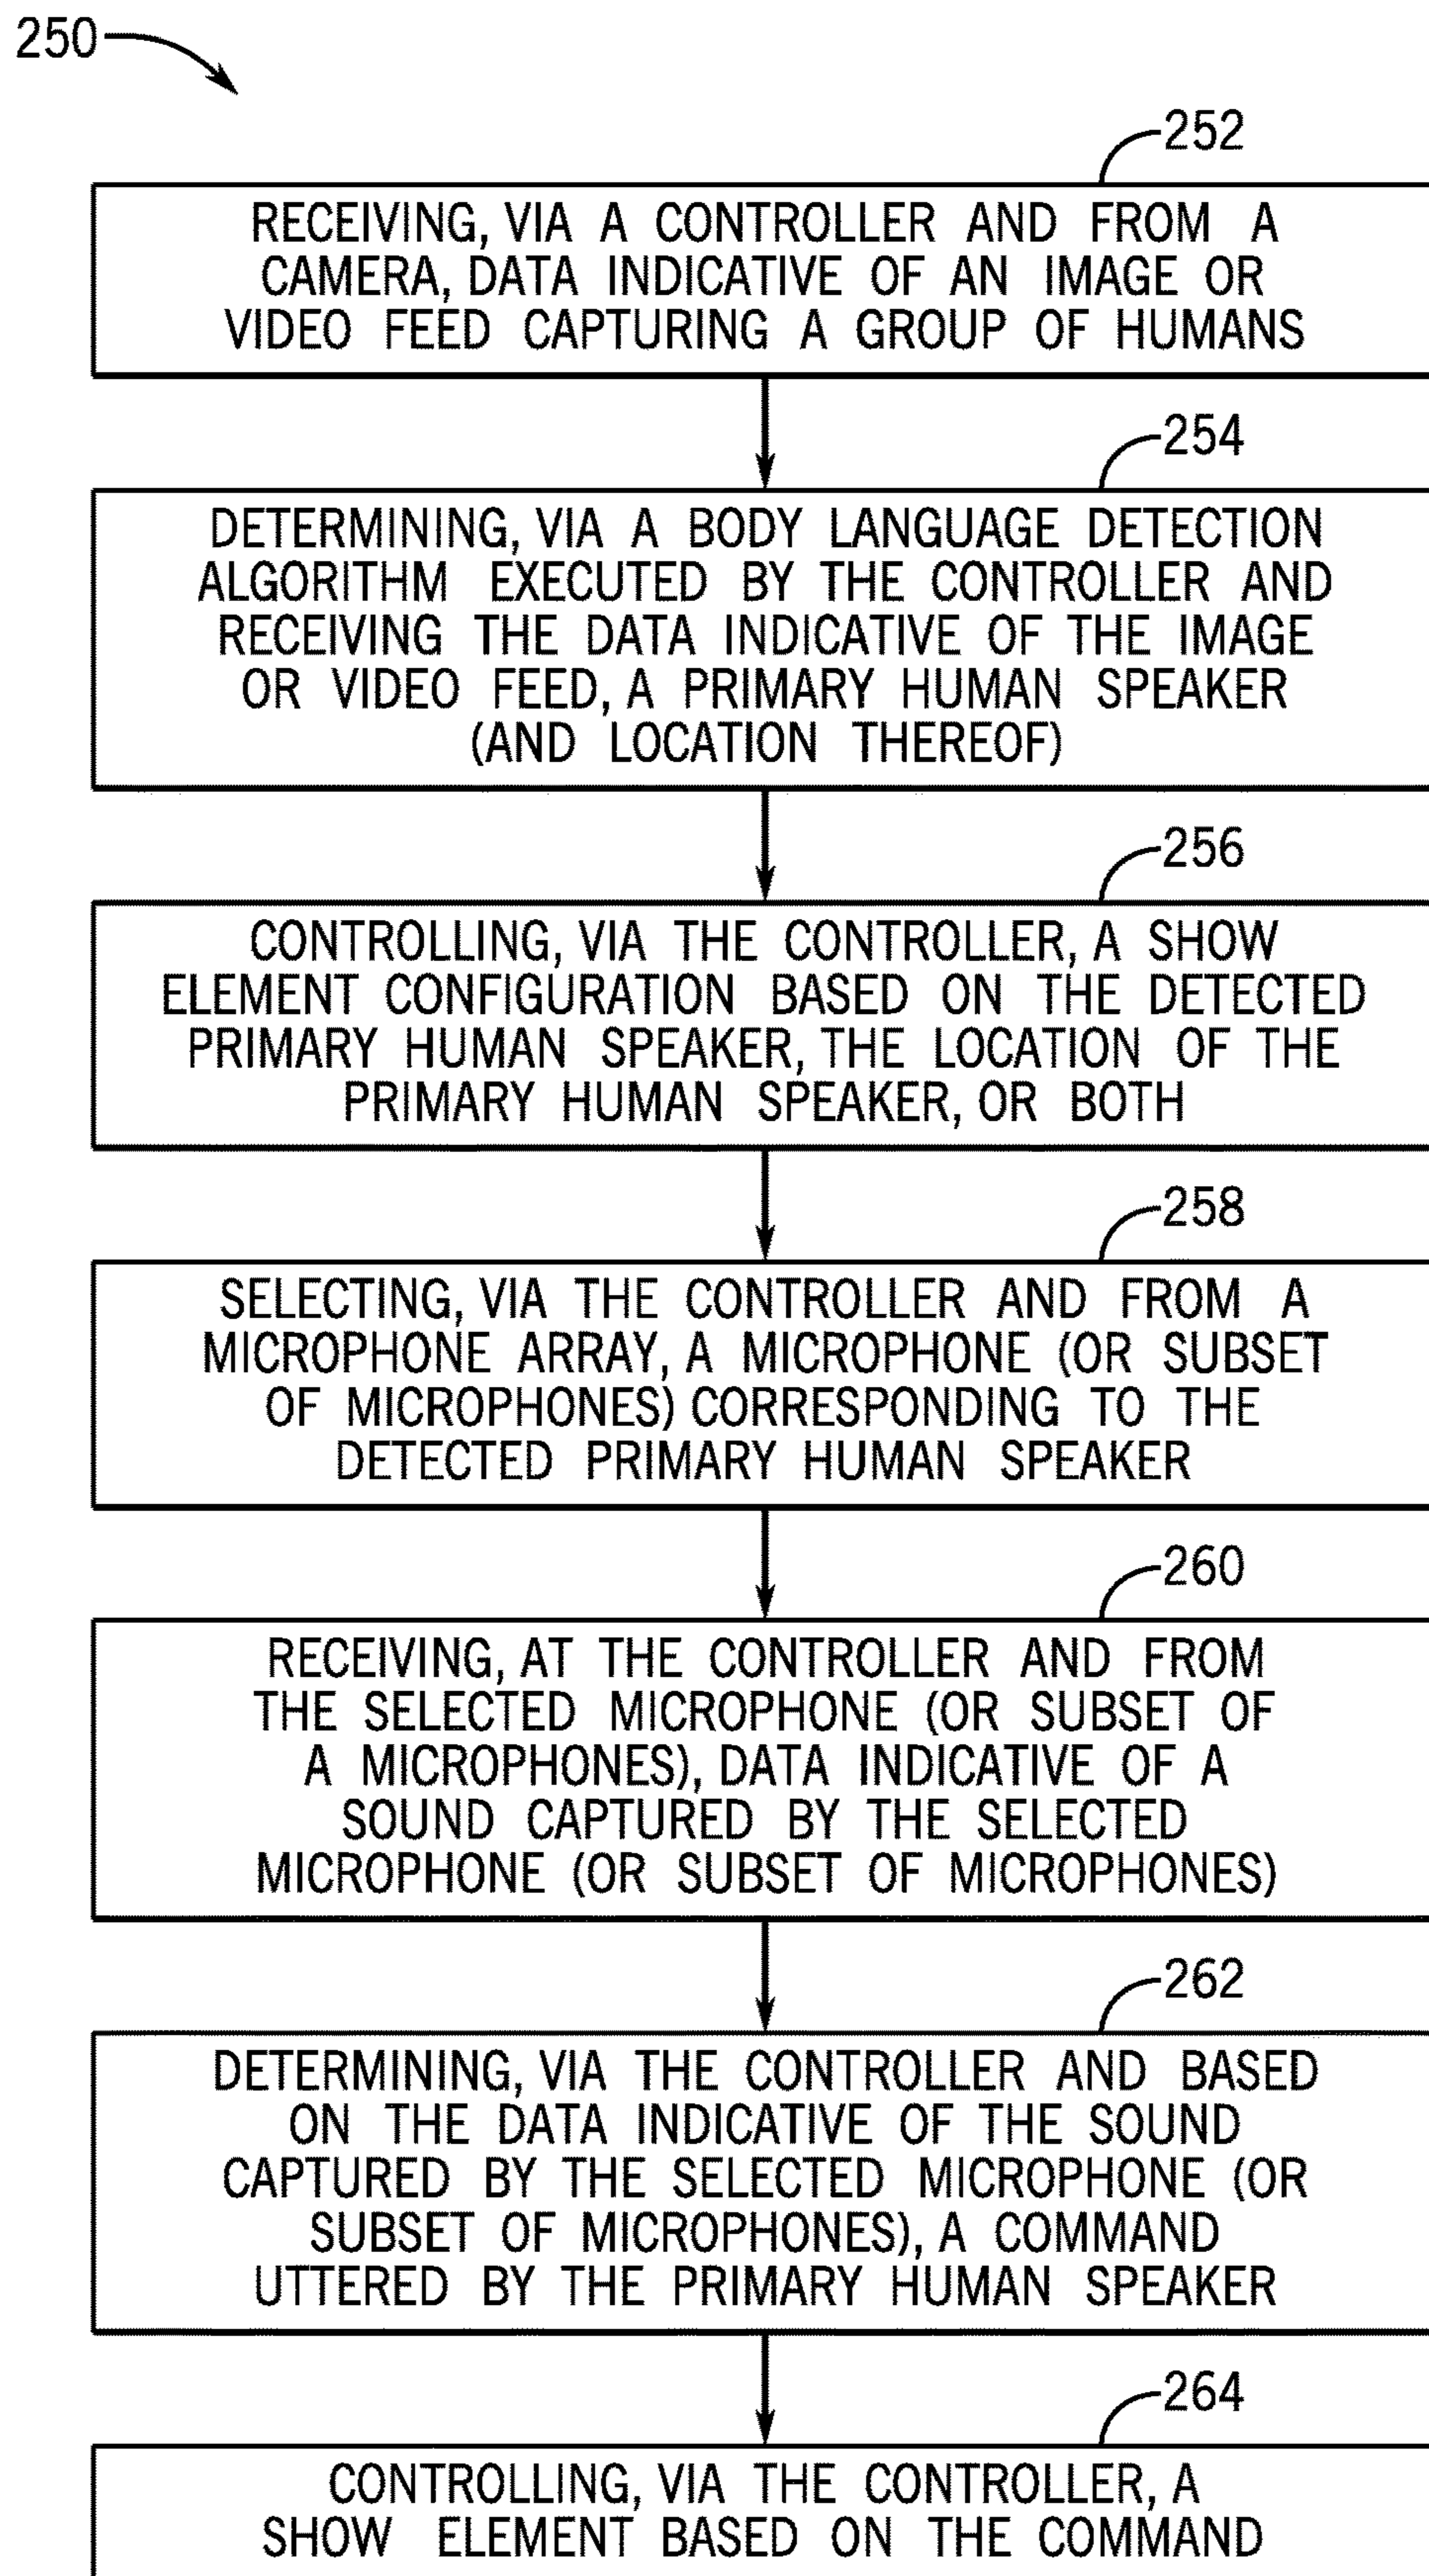 250
252
RECEIVING, VIA A CONTROLLER AND FROM A
CAMERA, DATA INDICATIVE OF AN IMAGE OR
VIDEO FEED CAPTURING A GROUP OF HUMANS
254
DETERMINING, VIA A BODY LANGUAGE DETECTION
ALGORITHM EXECUTED BY THE CONTROLLER AND
RECEIVING THE DATA INDICATIVE OF THE IMAGE
OR VIDEO FEED, A PRIMARY HUMAN SPEAKER
(AND LOCATION THEREOF)
256
CONTROLLING, VIA THE CONTROLLER, A SHOW
ELEMENT CONFIGURATION BASED ON THE DETECTED
PRIMARY HUMAN SPEAKER, THE LOCATION OF THE
PRIMARY HUMAN SPEAKER, OR BOTH
258
SELECTING, VIA THE CONTROLLER AND FROM A
MICROPHONE ARRAY, A MICROPHONE (OR SUBSET
OF MICROPHONES) CORRESPONDING TO THE
DETECTED PRIMARY HUMAN SPEAKER
260
RECEIVING, AT THE CONTROLLER AND FROM
THE SELECTED MICROPHONE (OR SUBSET OF
A MICROPHONES), DATA INDICATIVE OF A
SOUND CAPTURED BY THE SELECTED
MICROPHONE (OR SUBSET OF MICROPHONES)
262
DETERMINING, VIA THE CONTROLLER AND BASED
ON THE DATA INDICATIVE OF THE SOUND
CAPTURED BY THE SELECTED MICROPHONE (OR
SUBSET OF MICROPHONES), A COMMAND
UTTERED BY THE PRIMARY HUMAN SPEAKER
264
CONTROLLING, VIA THE CONTROLLER, A
SHOW ELEMENT BASED ON THE COMMAND